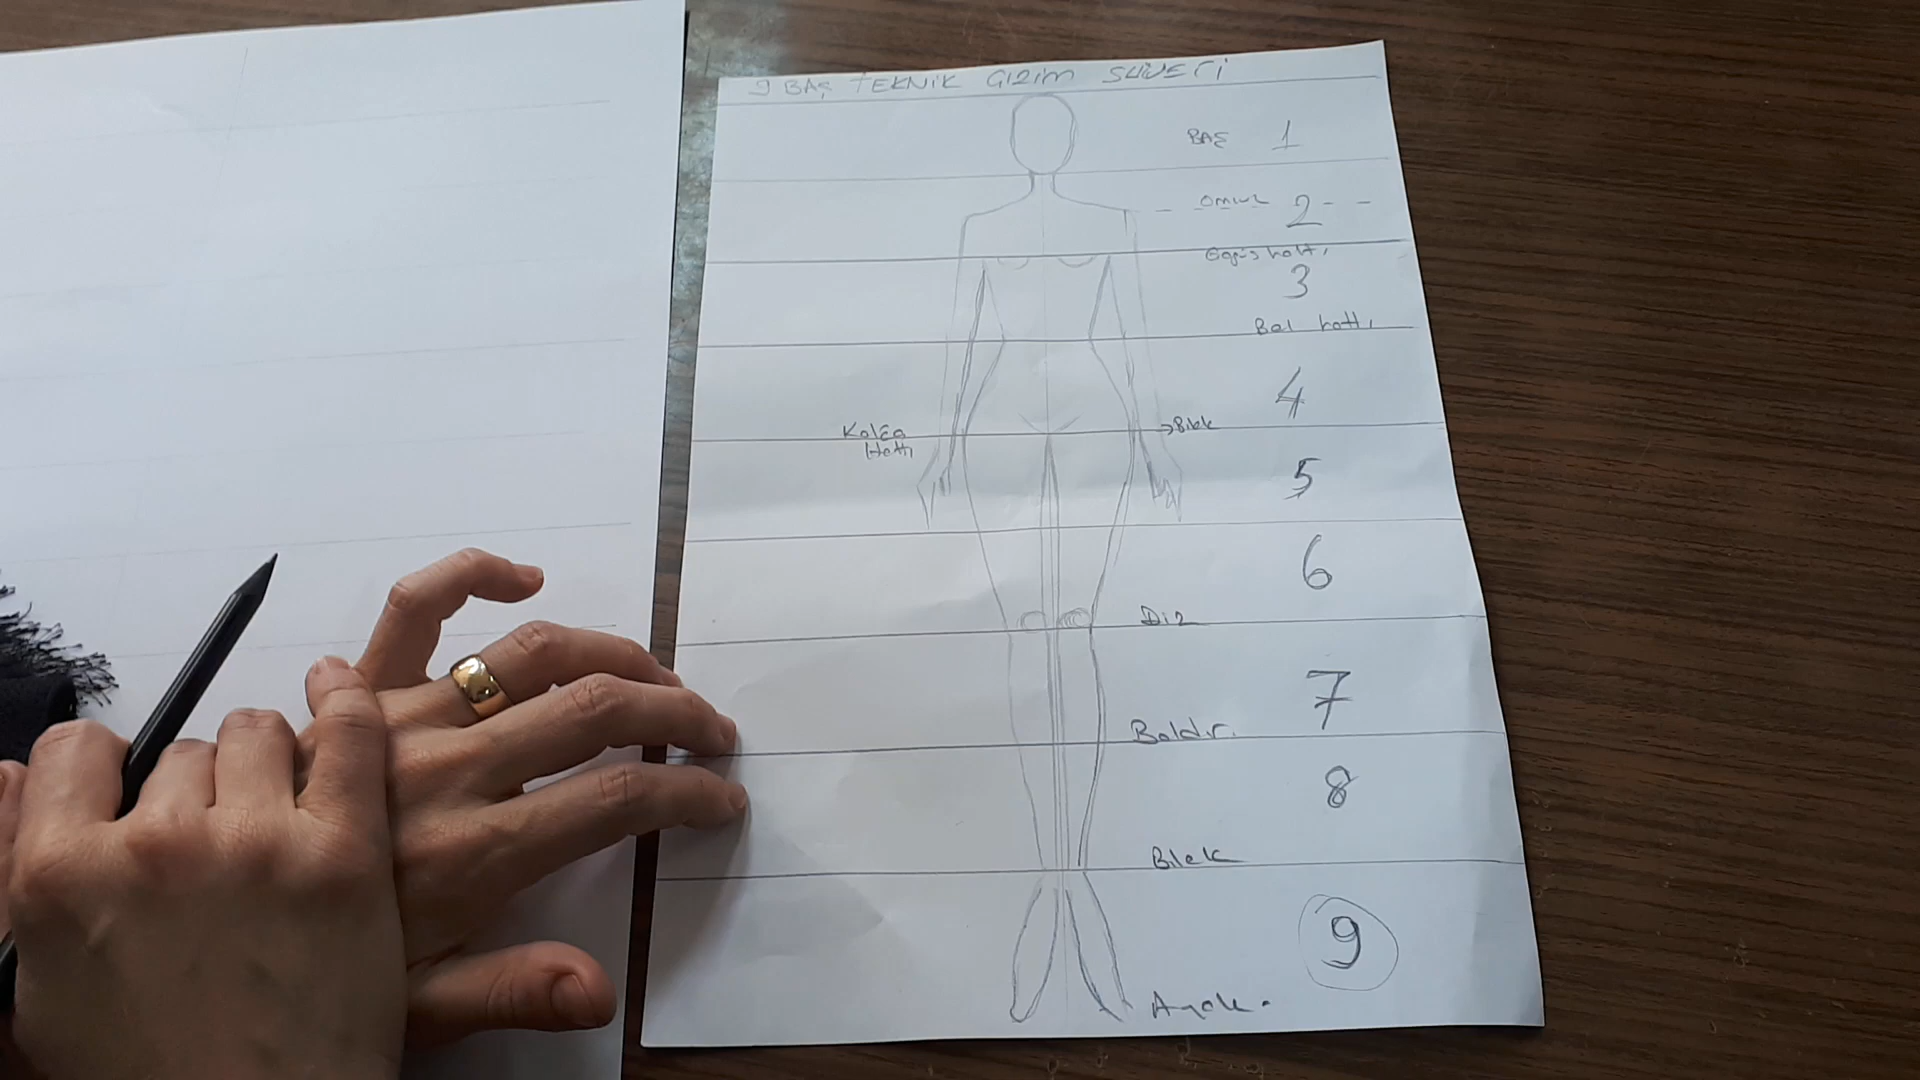 9 BAŞ TEKNİK ÇİZİM SİLÜETİ
BAŞ 1
Omuz 2
Göğüs hattı
3
Bel hattı
4
Kalça
Hattı
Bilek
5
6
Diz
7
Baldır
8
Bilek
9
Ayak